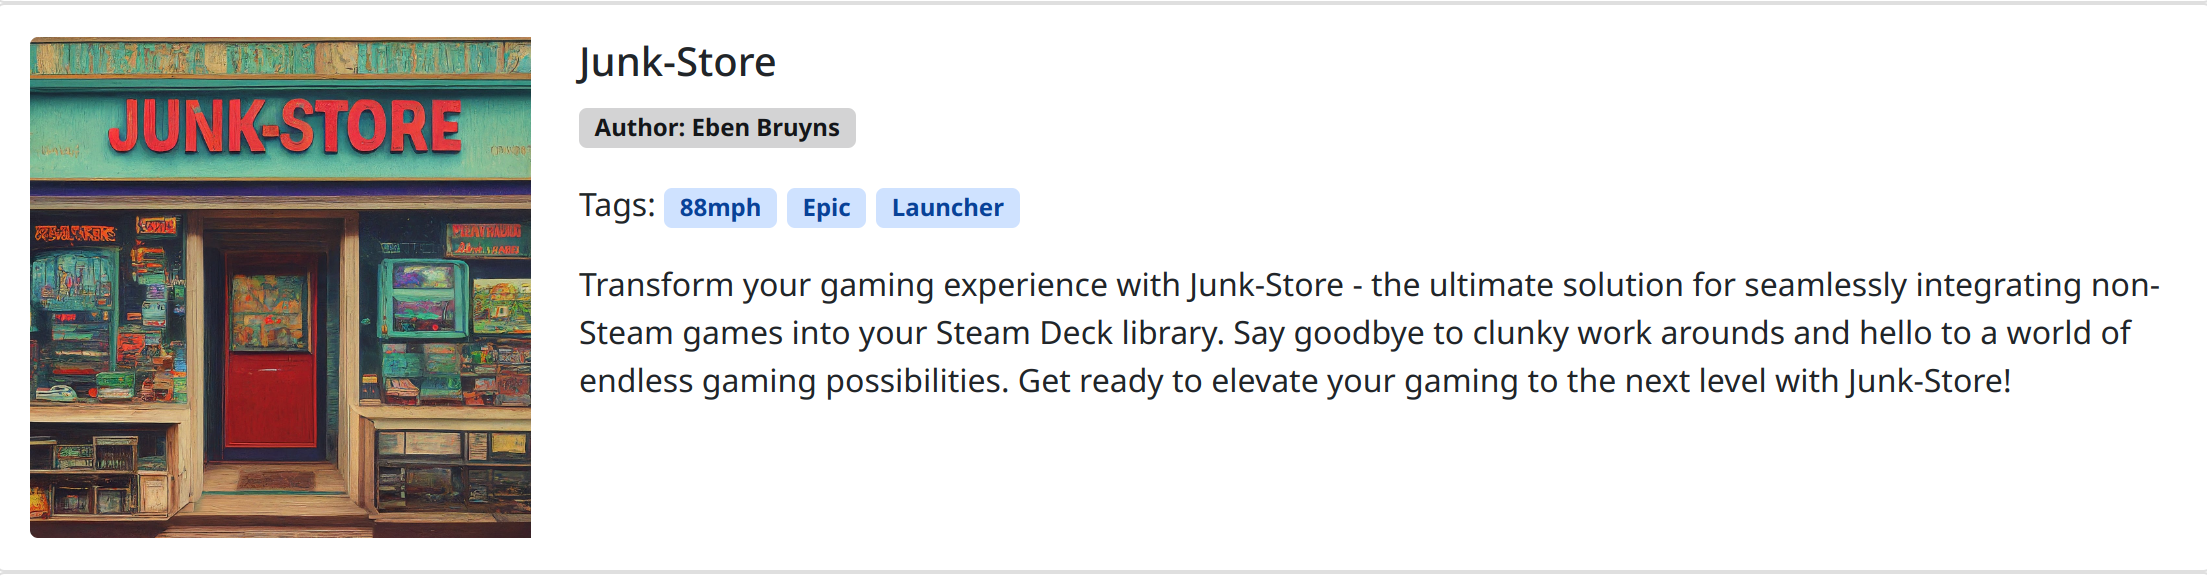 JUNK-STORE
Junk-Store
Author: Eben Bruyns
Tags: 88mph Epic Launcher
Transform your gaming experience with Junk-Store - the ultimate solution for seamlessly integrating non-
Steam games into your Steam Deck library. Say goodbye to clunky work arounds and hello to a world of
endless gaming possibilities. Get ready to elevate your gaming to the next level with Junk-Store!